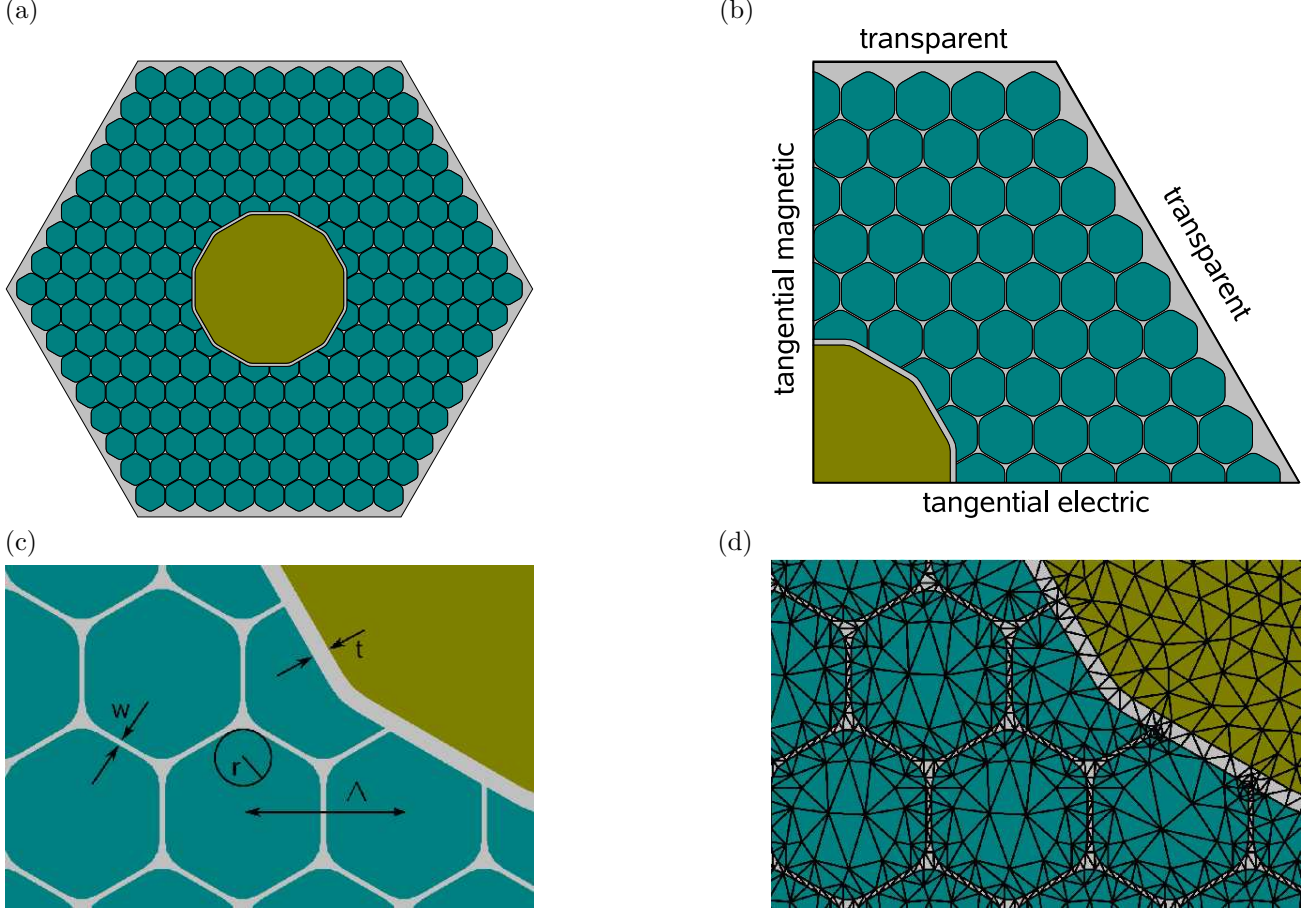 (a)
(b)
transparent
tangential magnetic
transparent
tangential electric
(c)
t
w
r
Λ
(d)